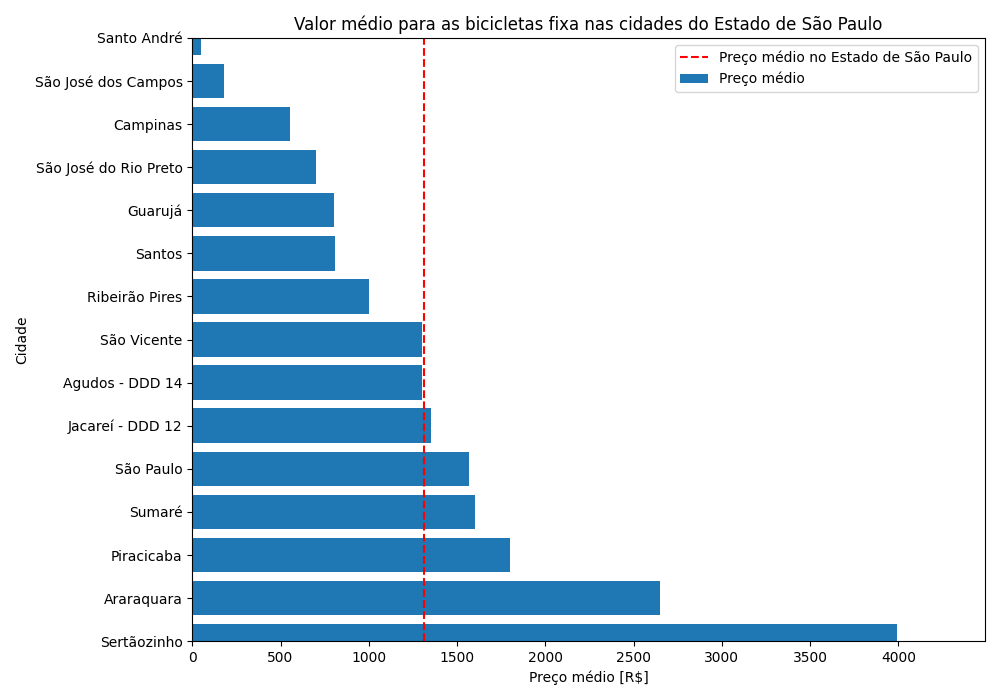 Valor médio para as bicicletas fixa nas cidades do Estado de São Paulo
Preço médio no Estado de São Paulo
Preço médio
Cidade
Santo André
São José dos Campos
Campinas
São José do Rio Preto
Guarujá
Santos
Ribeirão Pires
São Vicente
Agudos - DDD 14
Jacareí - DDD 12
São Paulo
Sumaré
Piracicaba
Araraquara
Sertãozinho
0 500 1000 1500 2000 2500 3000 3500 4000
Preço médio [R$]